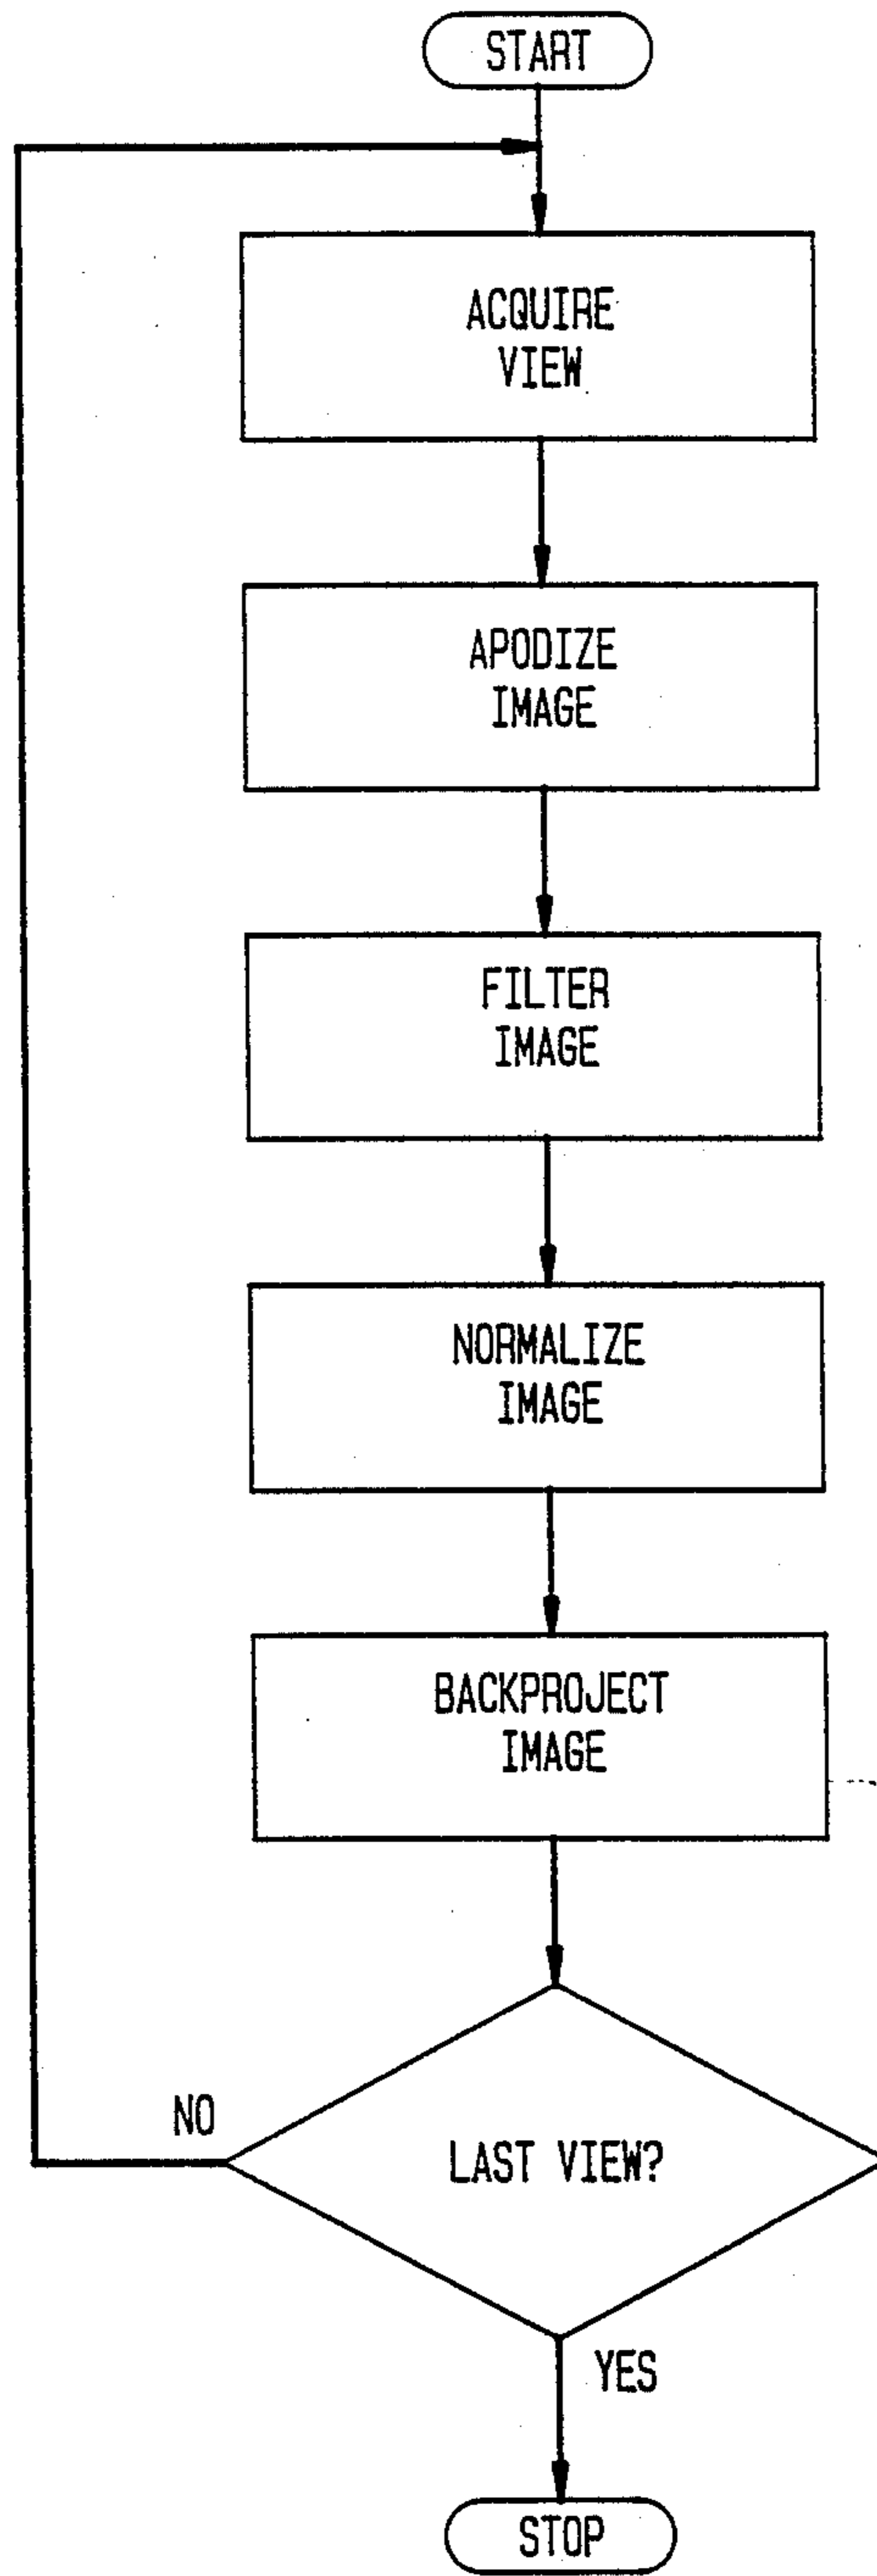 START
ACQUIRE
VIEW
APODIZE
IMAGE
FILTER
IMAGE
NORMALIZE
IMAGE
BACKPROJECT
IMAGE
NO
LAST VIEW?
YES
STOP